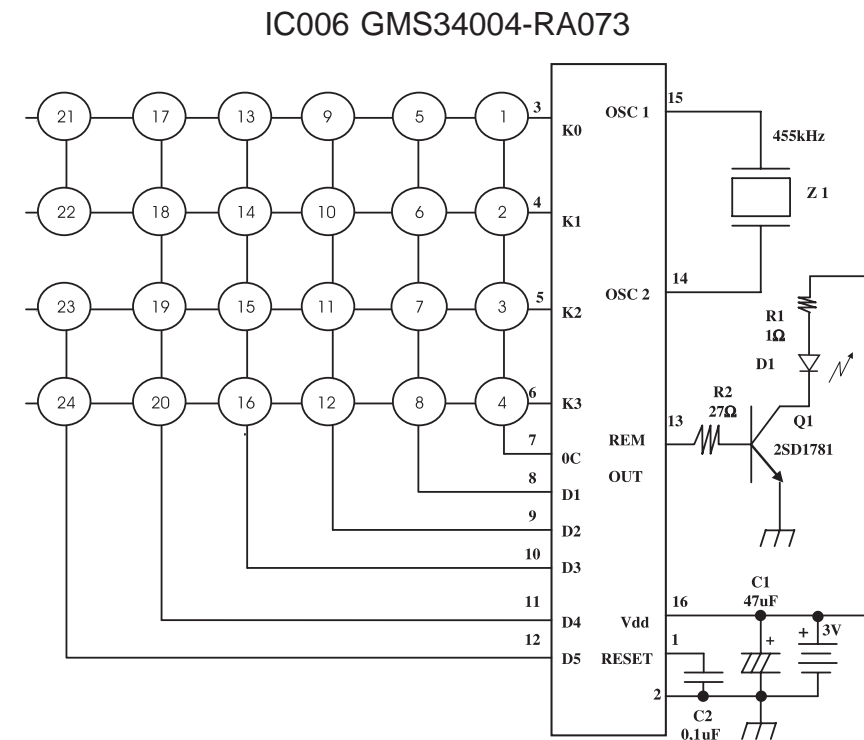 IC006 GMS34004-RA073
21 17 13 9 5 1 3 K0 OSC 1 15
455kHz
Z 1
22 18 14 10 6 2 4 K1
23 19 15 11 7 3 5 K2 OSC 2 14
R1
1Ω
D1
24 20 16 12 8 4 6 K3
R2
27Ω
REM 13
Q1
2SD1781
7 0C
OUT
8 D1
9 D2
10 D3
C1
47uF
11 D4 Vdd 16
+ + 3V
12 D5 RESET 1
2
C2
0,1uF